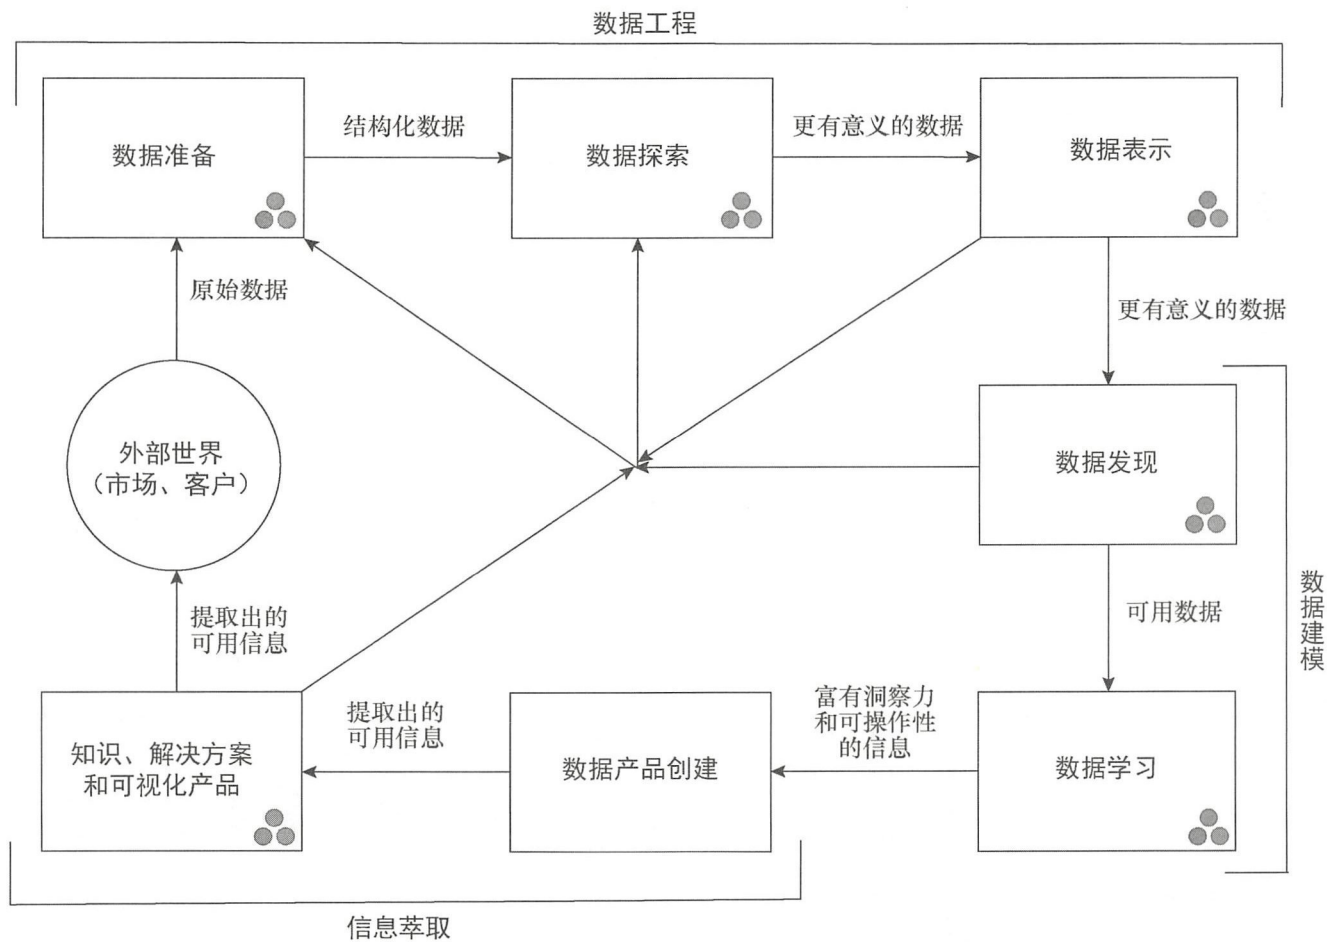 数据工程
数据准备
结构化数据
数据探索
更有意义的数据
数据表示
原始数据
更有意义的数据
外部世界
（市场、客户）
数据发现
提取出的
可用信息
可用数据
数据建模
知识、解决方案
和可视化产品
提取出的
可用信息
数据产品创建
富有洞察力
和可操作性
的信息
数据学习
信息萃取